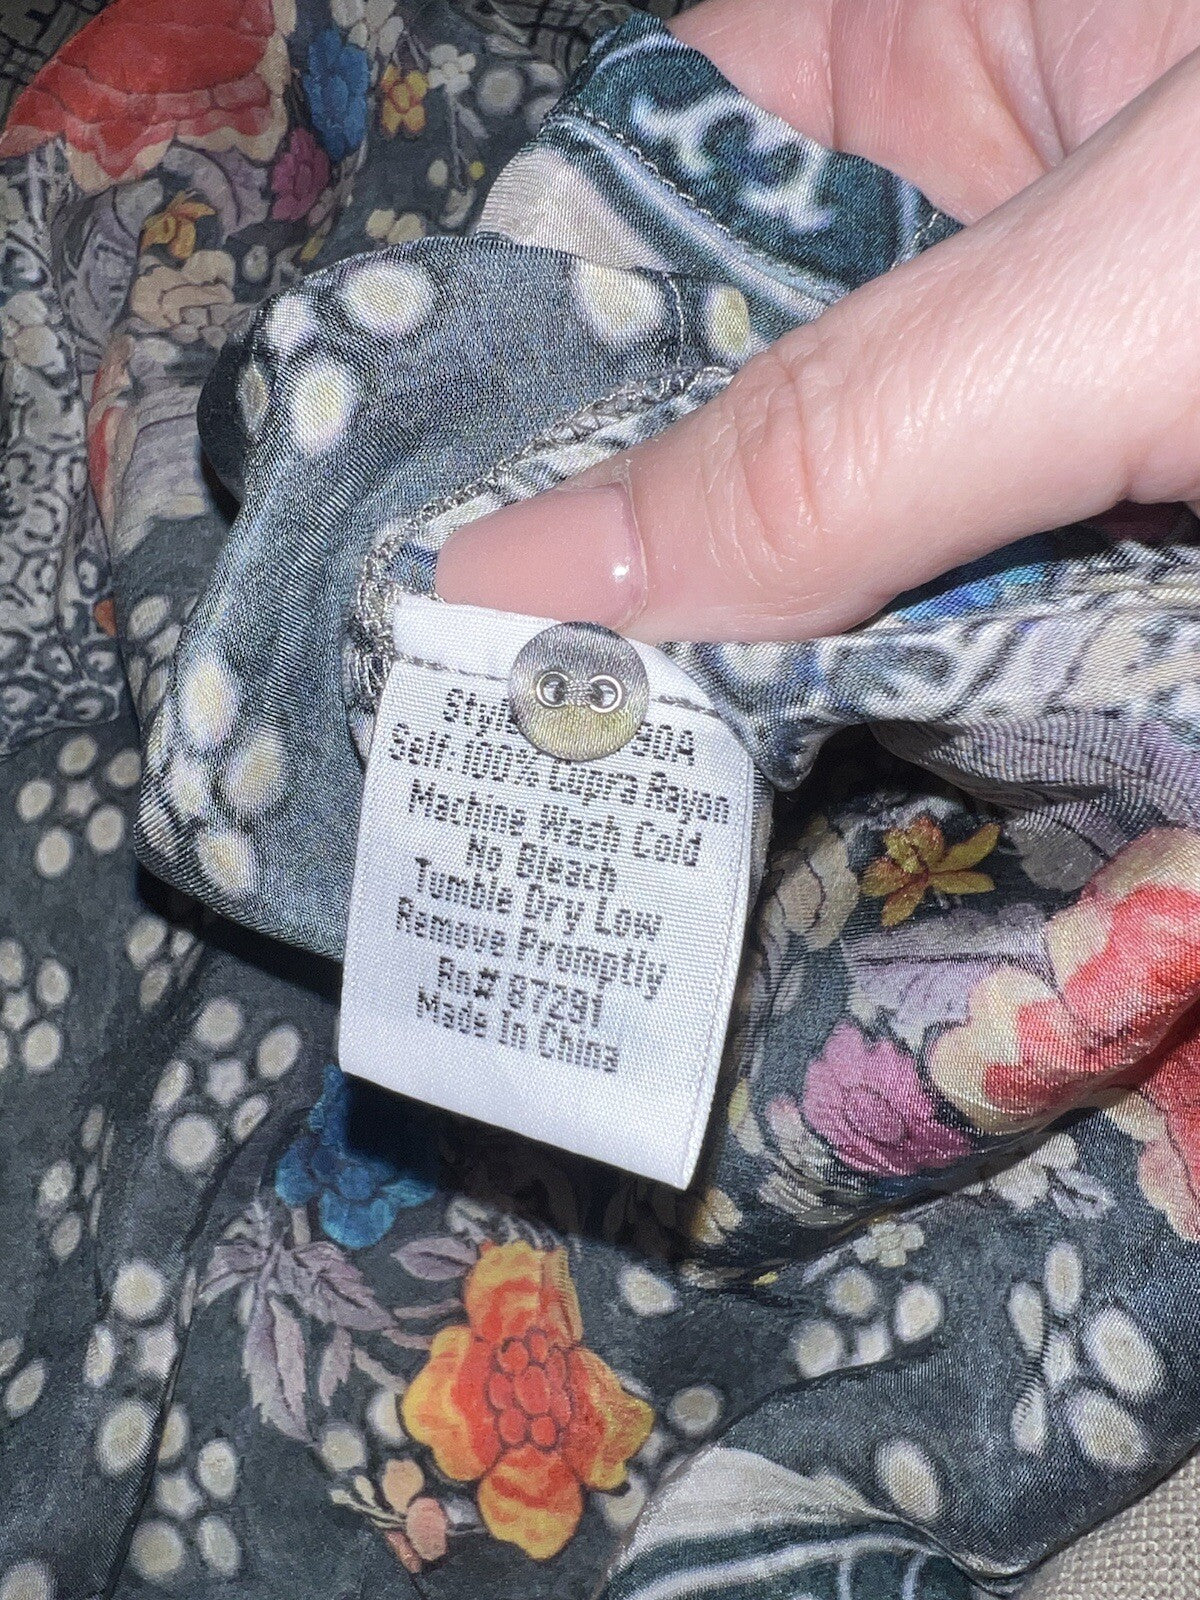 Self: 100% Cupra Rayon
Machine Wash Cold
No Bleach
Tumble Dry Low
Remove Promptly
Rn# 87291
Made In China